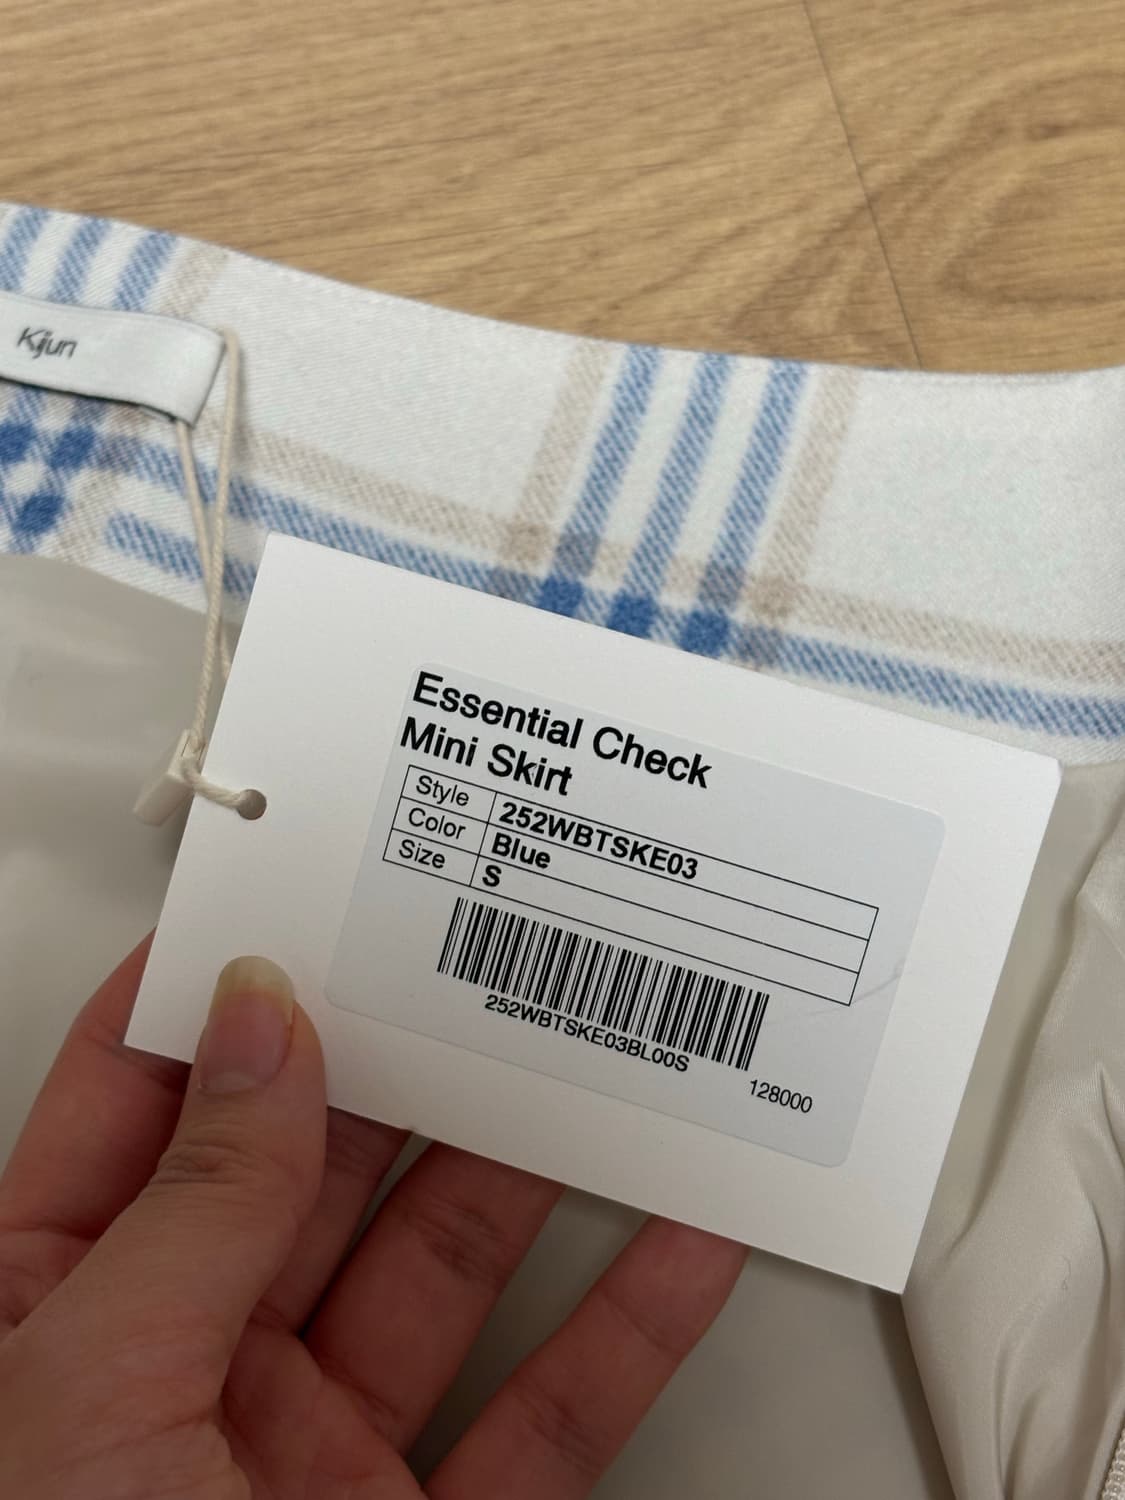 Kijun
Essential Check
Mini Skirt
Style 252WBTSKE03
Color Blue
Size S
252WBTSKE03BL00S
128000